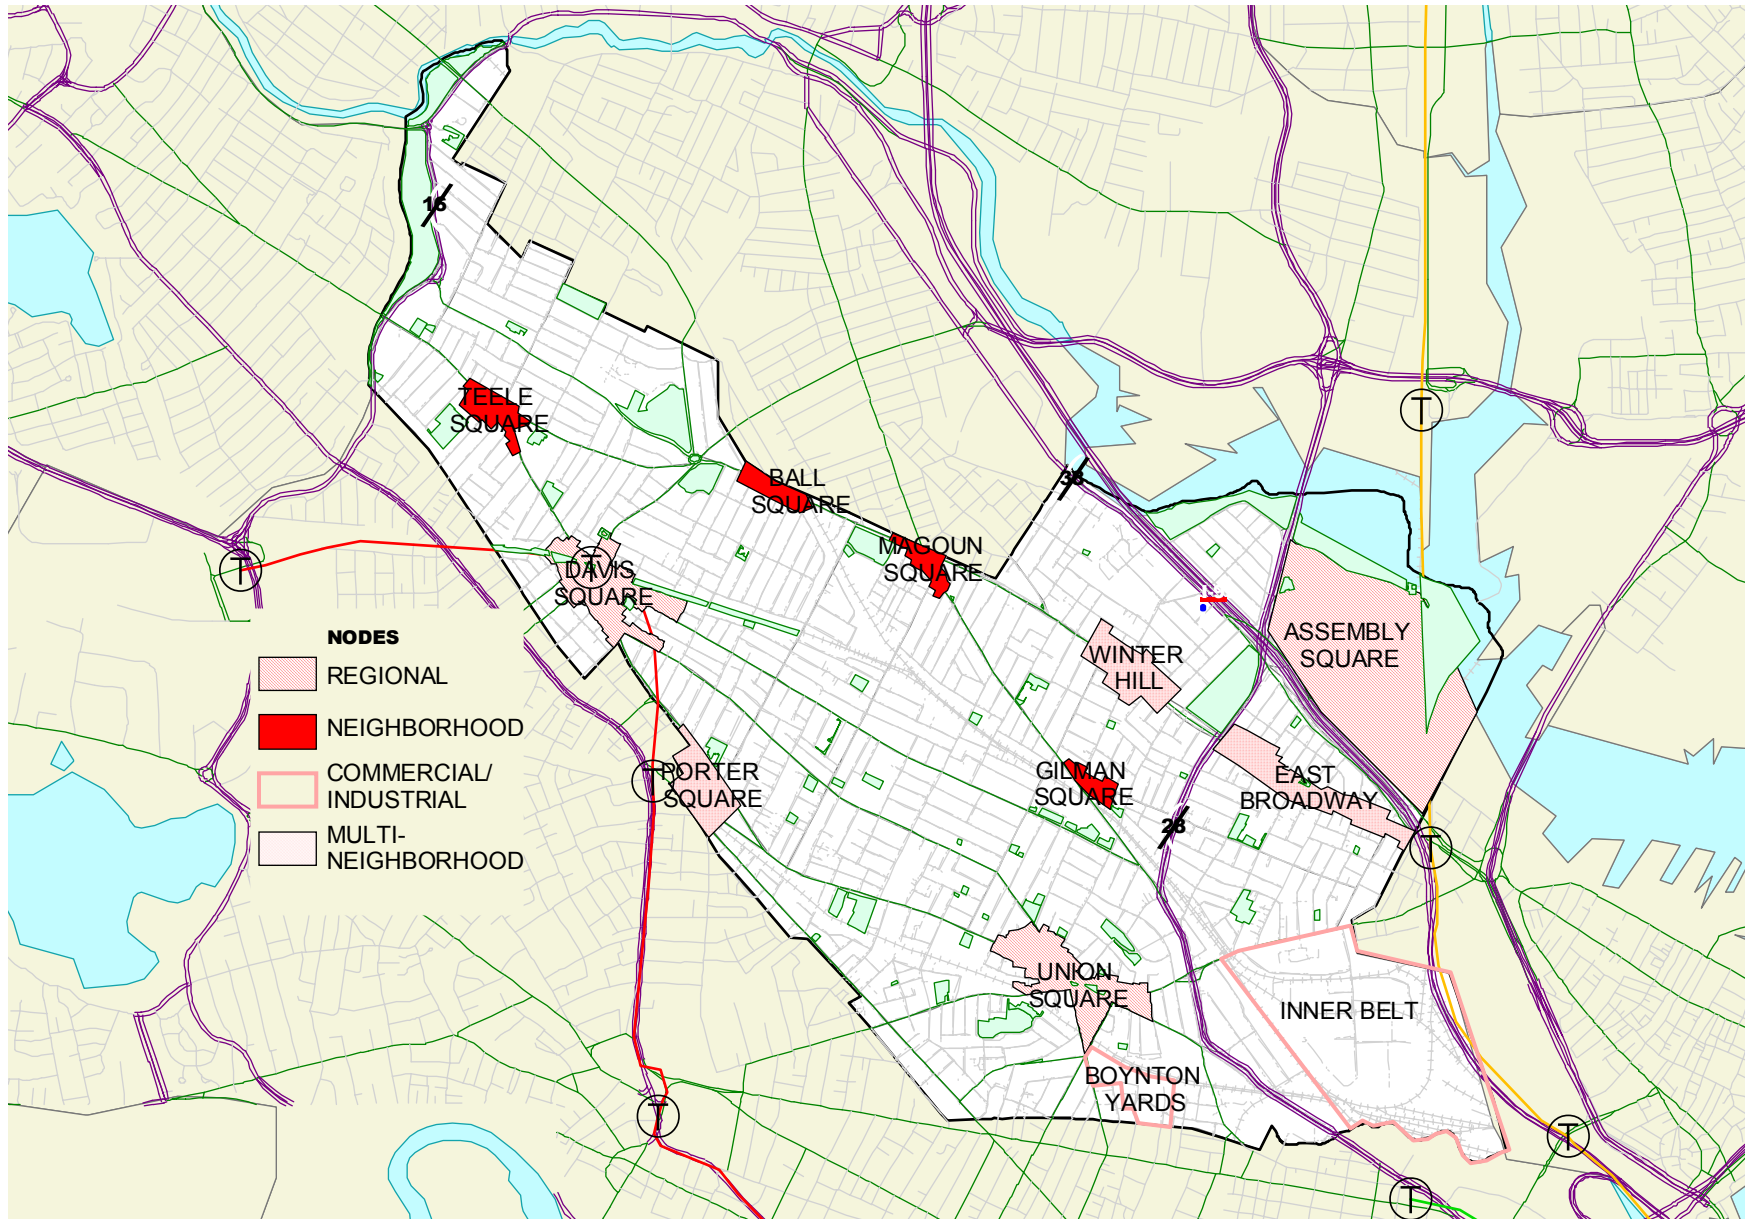 16
TEELE
SQUARE
BALL
SQUARE
38
MAGOUN
SQUARE
T
T
T
DAVIS
SQUARE
ASSEMBLY
SQUARE
WINTER
HILL
NODES
REGIONAL
NEIGHBORHOOD
COMMERCIAL/
INDUSTRIAL
MULTI-
NEIGHBORHOOD
T
PORTER
SQUARE
GILMAN
SQUARE
EAST
BROADWAY
28
T
UNION
SQUARE
INNER BELT
BOYNTON
YARDS
T
T
T